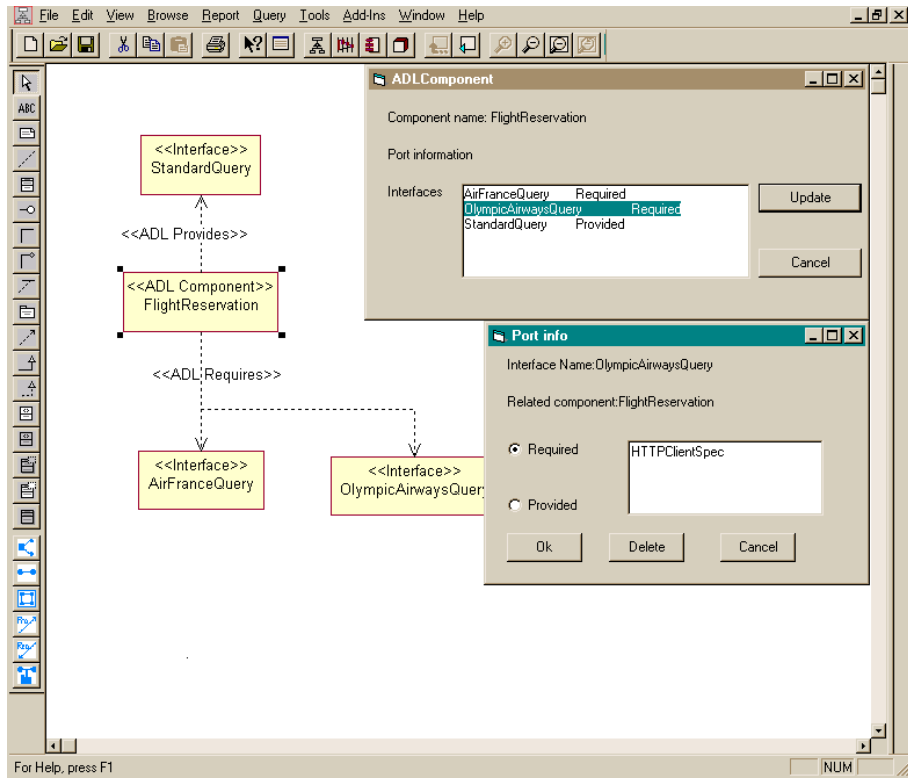 File Edit View Browse Report Query Tools Add-Ins Window Help
ABC
ADLComponent
Component name: FlightReservation
Port information
Interfaces
AirFranceQuery Required
OlympicAirwaysQuery Required
StandardQuery Provided
Update
Cancel
<<Interface>>
StandardQuery
<<ADL Provides>>
<<ADL Component>>
FlightReservation
<<ADL Requires>>
<<Interface>>
AirFranceQuery
<<Interface>>
OlympicAirwaysQuery
Port info
Interface Name:OlympicAirwaysQuery
Related component:FlightReservation
Required
HTTPClientSpec
Provided
Ok Delete Cancel
Pro
Req
For Help, press F1
NUM